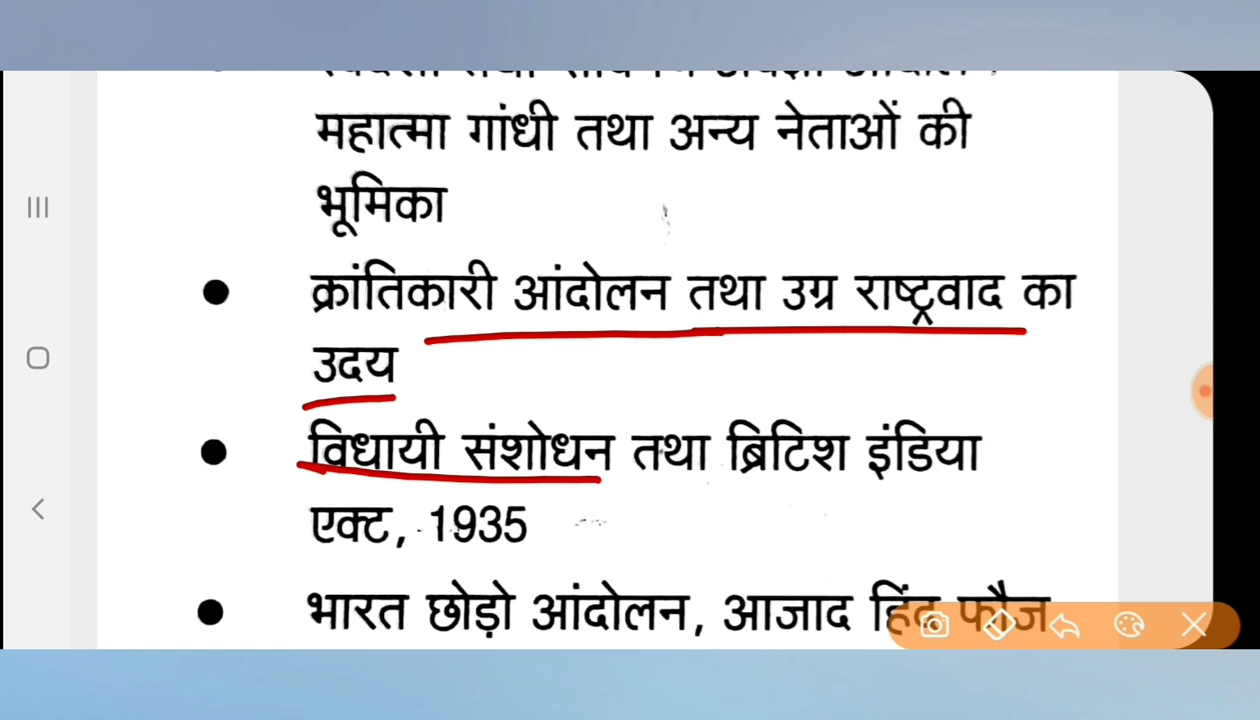 महात्मा गांधी तथा अन्य नेताओं की
भूमिका
● क्रांतिकारी आंदोलन तथा उग्र राष्ट्रवाद का
उदय
● विधायी संशोधन तथा ब्रिटिश इंडिया
एक्ट, 1935
● भारत छोड़ो आंदोलन, आजाद हिंद फौज